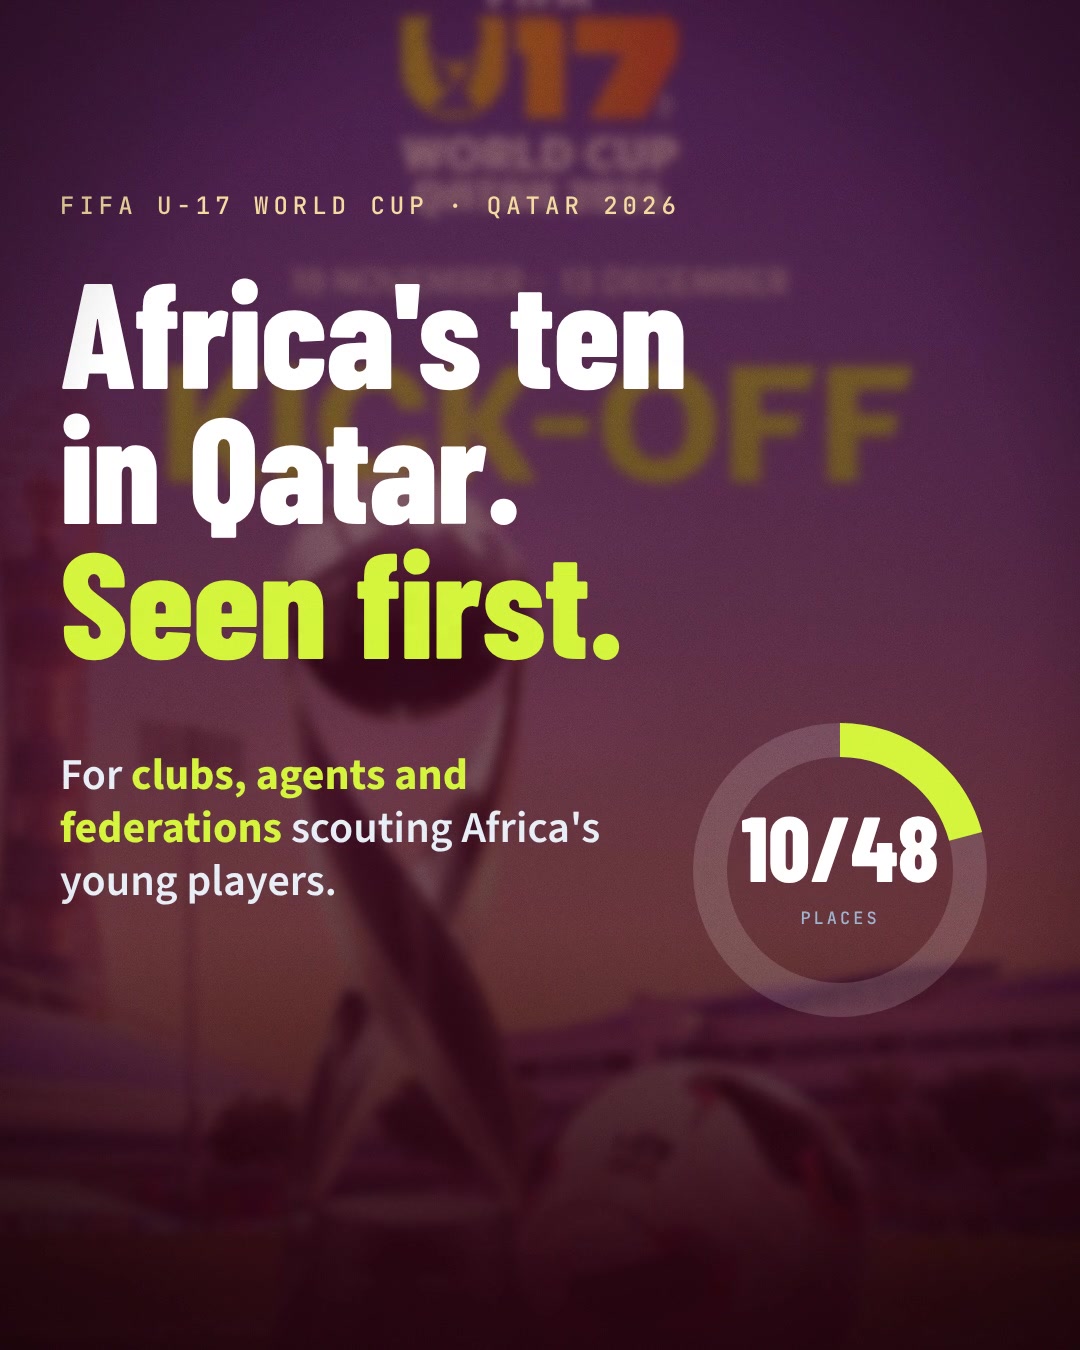 U17
WORLD CUP
FIFA U-17 WORLD CUP · QATAR 2026
Africa's ten
in Qatar.
KICK-OFF
Seen first.
For clubs, agents and
federations scouting Africa's
young players.
10/48
PLACES